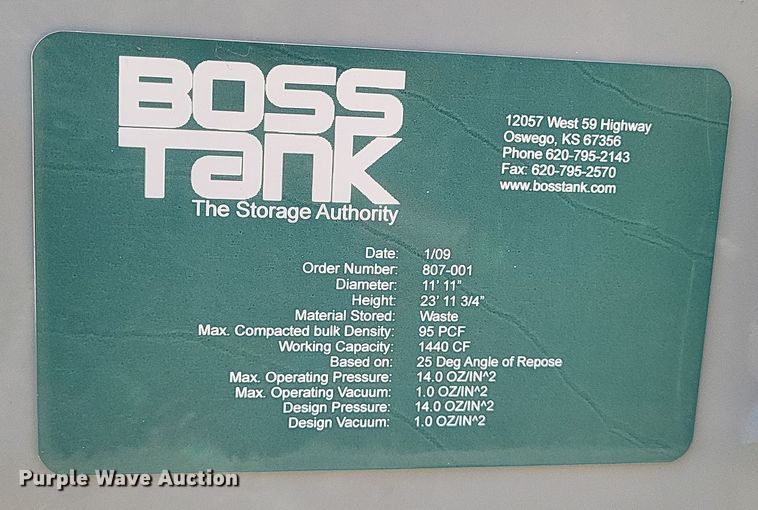 BOSS
TANK
The Storage Authority
12057 West 59 Highway
Oswego, KS 67356
Phone 620-795-2143
Fax: 620-795-2570
www.bosstank.com
Date: 1/09
Order Number: 807-001
Diameter: 11' 11"
Height: 23' 11 3/4"
Material Stored: Waste
Max. Compacted bulk Density: 95 PCF
Working Capacity: 1440 CF
Based on: 25 Deg Angle of Repose
Max. Operating Pressure: 14.0 OZ/IN^2
Max. Operating Vacuum: 1.0 OZ/IN^2
Design Pressure: 14.0 OZ/IN^2
Design Vacuum: 1.0 OZ/IN^2
Purple Wave Auction